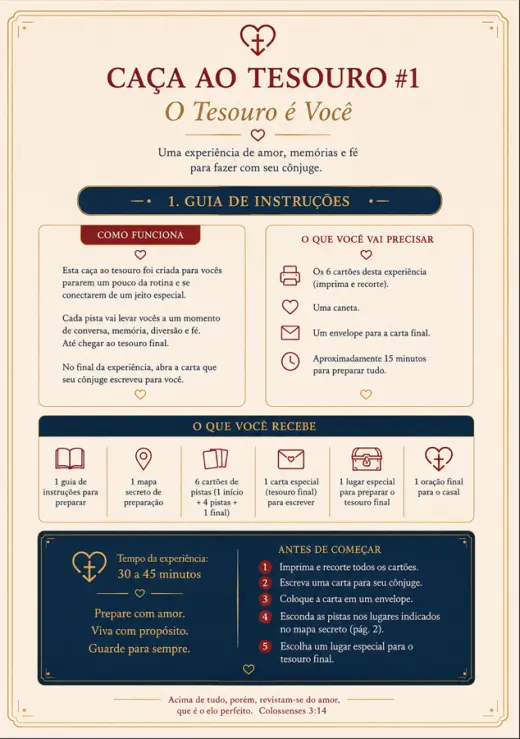 CAÇA AO TESOURO #1
O Tesouro é Você
Uma experiência de amor, memórias e fé
para fazer com seu cônjuge.
1. GUIA DE INSTRUÇÕES
COMO FUNCIONA
Esta caça ao tesouro foi criada para vocês
pararem um pouco da rotina e se
conectarem de um jeito especial.
Cada pista vai levar vocês a um momento
de conversa, memória, diversão e fé.
Até chegar ao tesouro final.
No final da experiência, abra a carta que
seu cônjuge escreveu para você.
O QUE VOCÊ VAI PRECISAR
Os 6 cartões desta experiência
(imprima e recorte).
Uma caneta.
Um envelope para a carta final.
Aproximadamente 15 minutos
para preparar tudo.
O QUE VOCÊ RECEBE
1 guia de
instruções para
preparar
1 mapa
secreto de
preparação
6 cartões de
pistas (1 início
+ 4 pistas +
1 final)
1 carta especial
(tesouro final)
para escrever
1 lugar especial
para preparar o
tesouro final
1 oração final
para o casal
Tempo da experiência:
30 a 45 minutos
Prepare com amor.
Viva com propósito.
Guarde para sempre.
ANTES DE COMEÇAR
1 Imprima e recorte todos os cartões.
2 Escreva uma carta para seu cônjuge.
3 Coloque a carta em um envelope.
4 Esconda as pistas nos lugares indicados
no mapa secreto (pág. 2).
5 Escolha um lugar especial para o
tesouro final.
Acima de tudo, porém, revistam-se do amor,
que é o elo perfeito. Colossenses 3:14